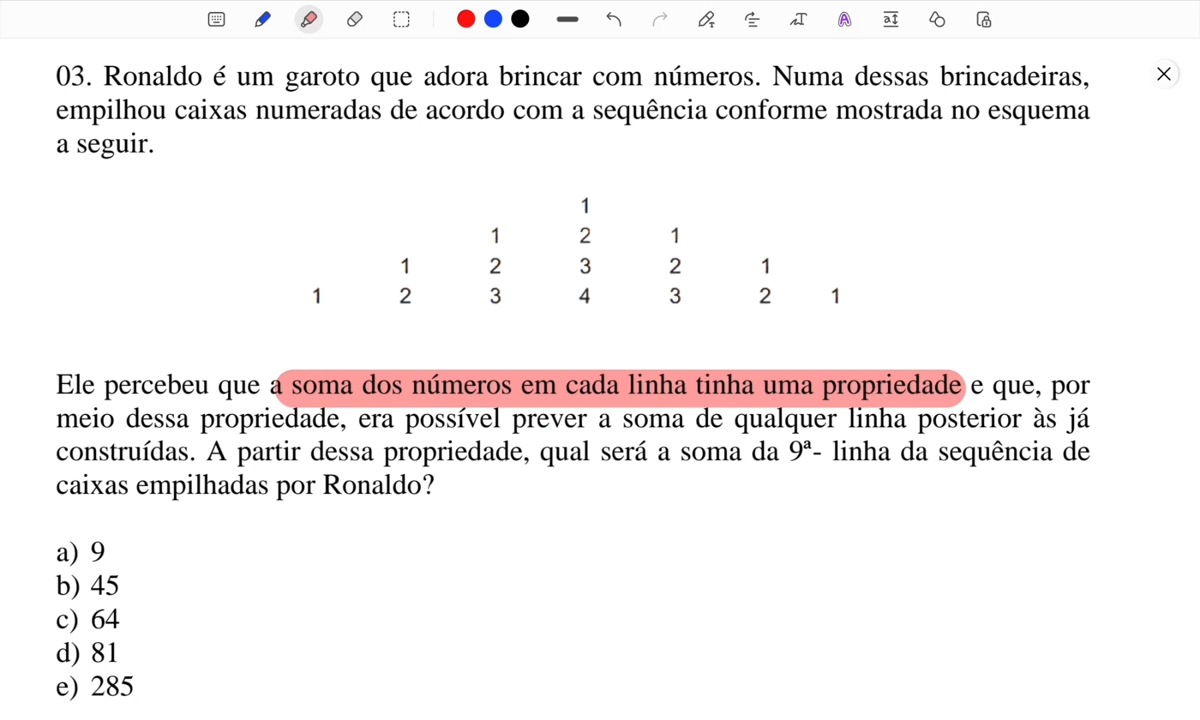 03. Ronaldo é um garoto que adora brincar com números. Numa dessas brincadeiras,
empilhou caixas numeradas de acordo com a sequência conforme mostrada no esquema
a seguir.
1
1 2 1
1 2 3 2 1
1 2 3 4 3 2 1
Ele percebeu que a soma dos números em cada linha tinha uma propriedade e que, por
meio dessa propriedade, era possível prever a soma de qualquer linha posterior às já
construídas. A partir dessa propriedade, qual será a soma da 9ª- linha da sequência de
caixas empilhadas por Ronaldo?
a) 9
b) 45
c) 64
d) 81
e) 285